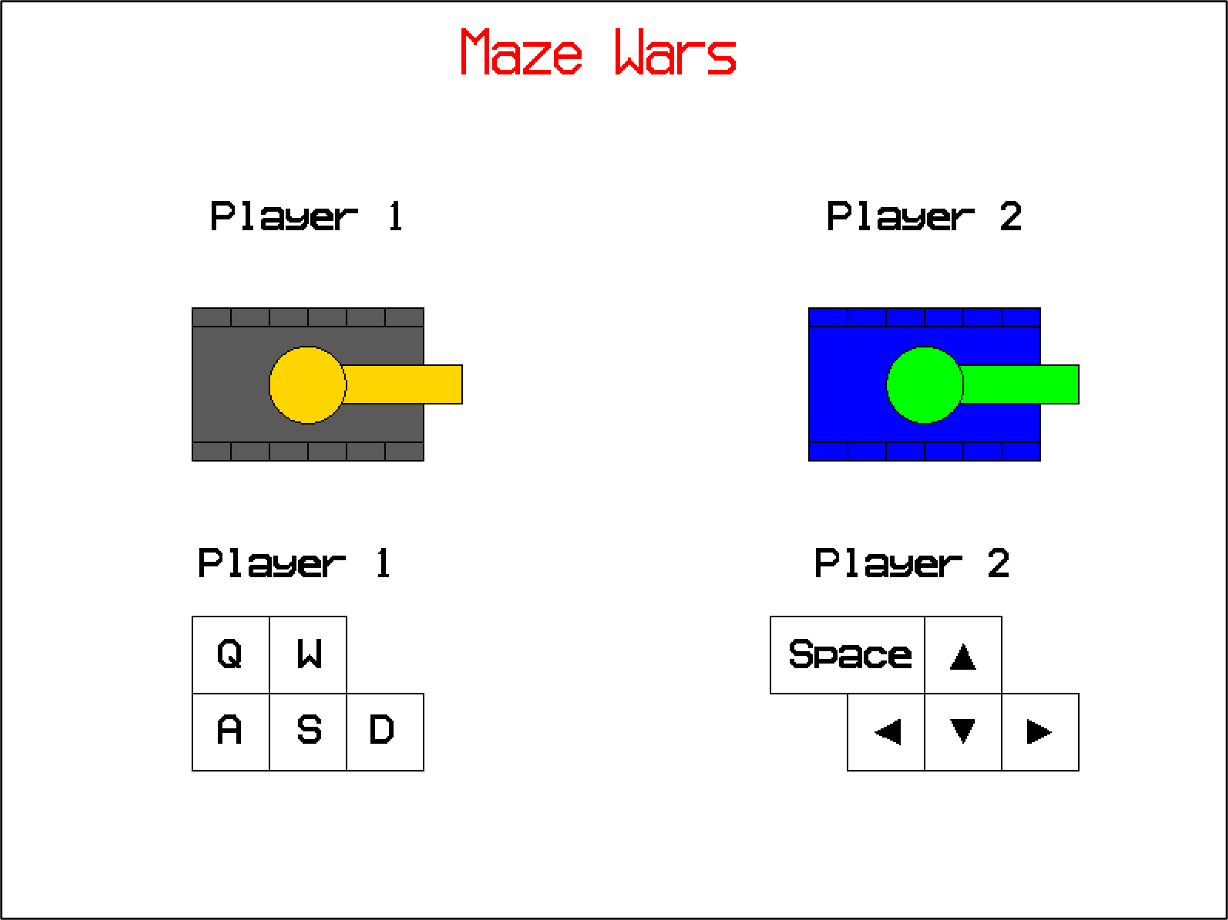 Maze Wars
Player 1
Player 2
Player 1
Player 2
Q W
A S D
Space ▲
◀ ▼ ▶